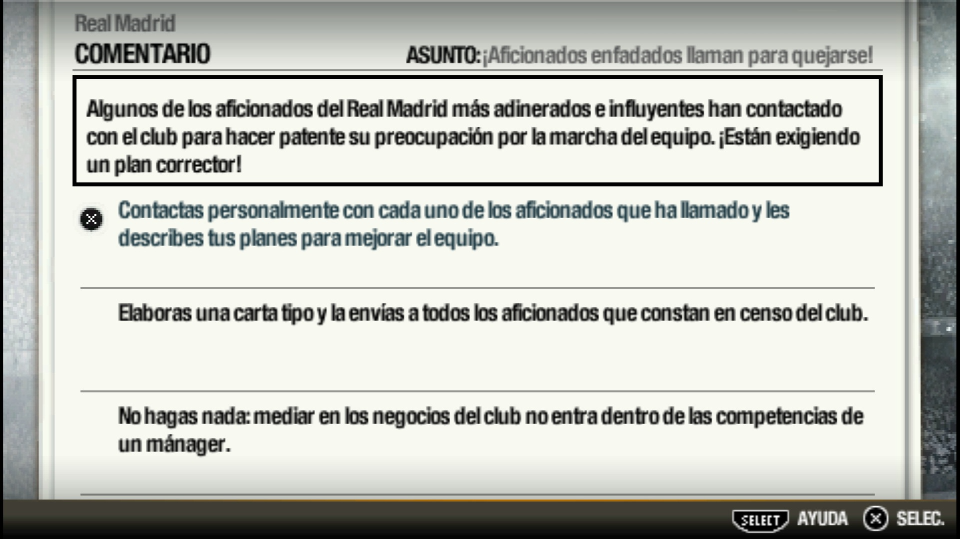 Real Madrid
COMENTARIO
ASUNTO: ¡Aficionados enfadados llaman para quejarse!
Algunos de los aficionados del Real Madrid más adinerados e influyentes han contactado
con el club para hacer patente su preocupación por la marcha del equipo. ¡Están exigiendo
un plan corrector!
Contactas personalmente con cada uno de los aficionados que ha llamado y les
describes tus planes para mejorar el equipo.
Elaboras una carta tipo y la envías a todos los aficionados que constan en censo del club.
No hagas nada: mediar en los negocios del club no entra dentro de las competencias de
un mánager.
SELECT AYUDA SELEC.